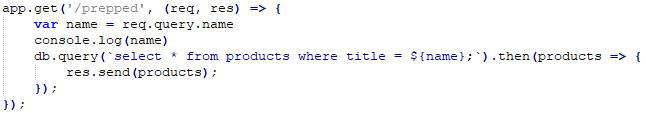 app.get('/prepped', (req, res) => {
    var name = req.query.name
    console.log(name)
    db.query(`select * from products where title = ${name};`).then(products => {
        res.send(products);
    });
});